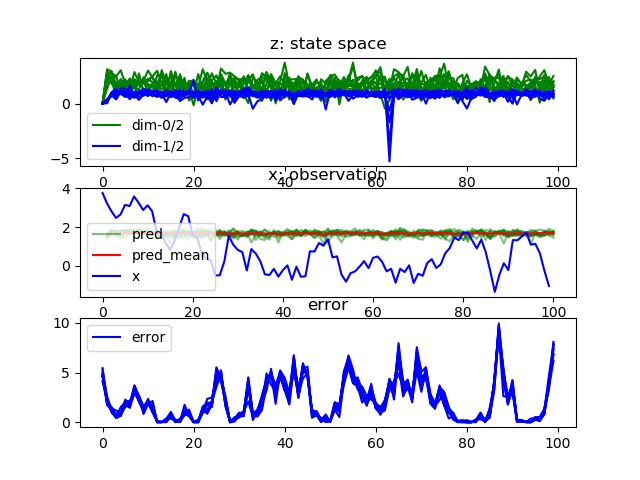 z: state space
0
−5
dim-0/2
dim-1/2
0 20 40 60 80 100
x: observation
4
2
0
pred
pred_mean
x
0 20 40 60 80 100
error
10
5
0
error
0 20 40 60 80 100